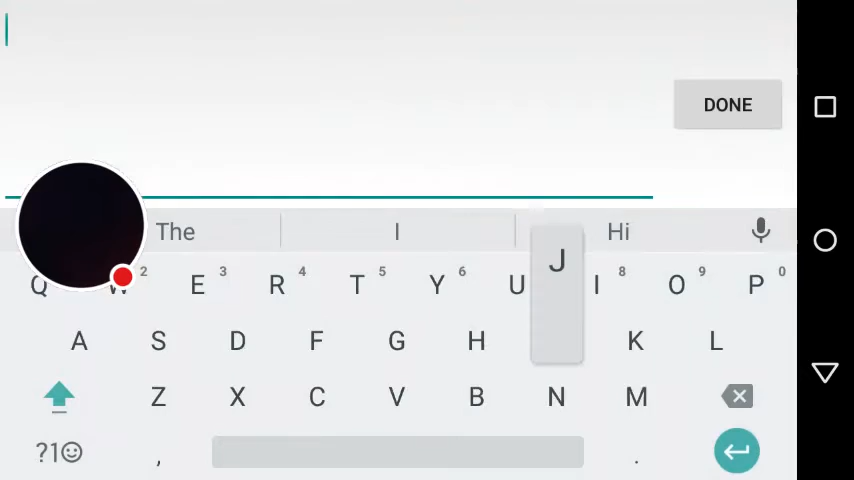 DONE
The I Hi
J
Q W 2 E 3 R 4 T 5 Y 6 U I 8 O 9 P 0
A S D F G H K L
Z X C V B N M
?1☺ , .